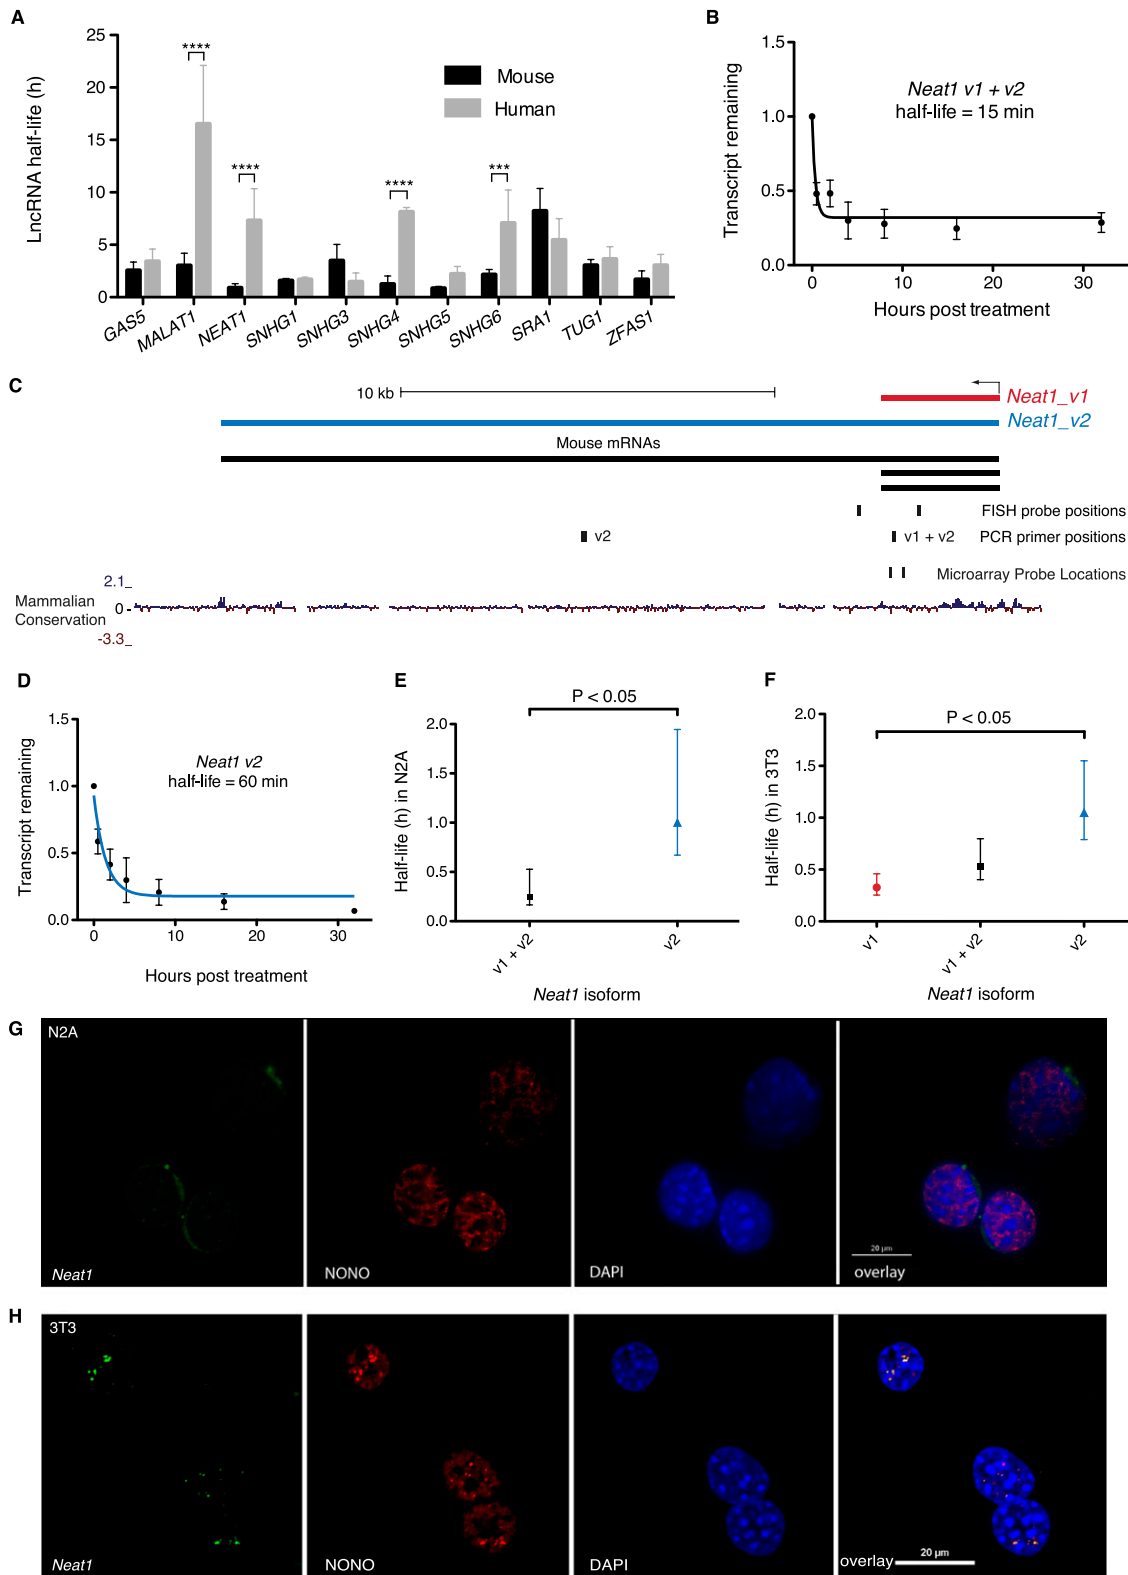 A
25
20
15
10
5
0
LncRNA half-life (h)
****
****
****
***
Mouse
Human
GAS5
MALAT1
NEAT1
SNHG1
SNHG3
SNHG4
SNHG5
SNHG6
SRA1
TUG1
ZFAS1
B
1.5
1.0
0.5
0.0
Transcript remaining
Neat1 v1 + v2
half-life = 15 min
0
10
20
30
Hours post treatment
C
10 kb
Neat1_v1
Neat1_v2
Mouse mRNAs
FISH probe positions
v2
v1 + v2
PCR primer positions
Microarray Probe Locations
2.1_
Mammalian
0 -
Conservation
-3.3_
D
1.5
1.0
0.5
0.0
Transcript remaining
Neat1 v2
half-life = 60 min
0
10
20
30
Hours post treatment
E
P < 0.05
2.0
1.5
1.0
0.5
0.0
Half-life (h) in N2A
v1 + v2
v2
Neat1 isoform
F
P < 0.05
2.0
1.5
1.0
0.5
0.0
Half-life (h) in 3T3
v1
v1 + v2
v2
Neat1 isoform
G
N2A
Neat1
NONO
DAPI
20 µm
overlay
H
3T3
Neat1
NONO
DAPI
20 µm
overlay